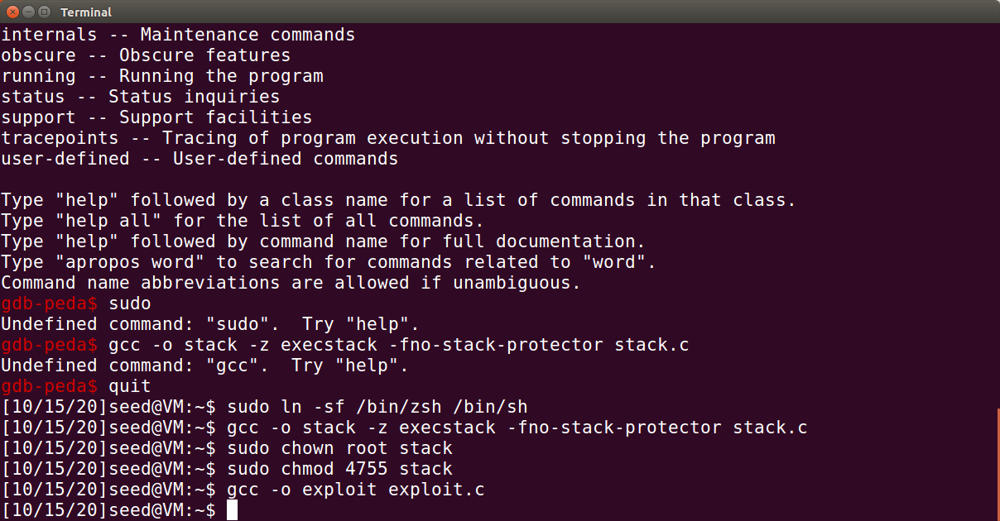 Terminal
internals -- Maintenance commands
obscure -- Obscure features
running -- Running the program
status -- Status inquiries
support -- Support facilities
tracepoints -- Tracing of program execution without stopping the program
user-defined -- User-defined commands
Type "help" followed by a class name for a list of commands in that class.
Type "help all" for the list of all commands.
Type "help" followed by command name for full documentation.
Type "apropos word" to search for commands related to "word".
Command name abbreviations are allowed if unambiguous.
gdb-peda$ sudo
Undefined command: "sudo".  Try "help".
gdb-peda$ gcc -o stack -z execstack -fno-stack-protector stack.c
Undefined command: "gcc".  Try "help".
gdb-peda$ quit
[10/15/20]seed@VM:~$ sudo ln -sf /bin/zsh /bin/sh
[10/15/20]seed@VM:~$ gcc -o stack -z execstack -fno-stack-protector stack.c
[10/15/20]seed@VM:~$ sudo chown root stack
[10/15/20]seed@VM:~$ sudo chmod 4755 stack
[10/15/20]seed@VM:~$ gcc -o exploit exploit.c
[10/15/20]seed@VM:~$